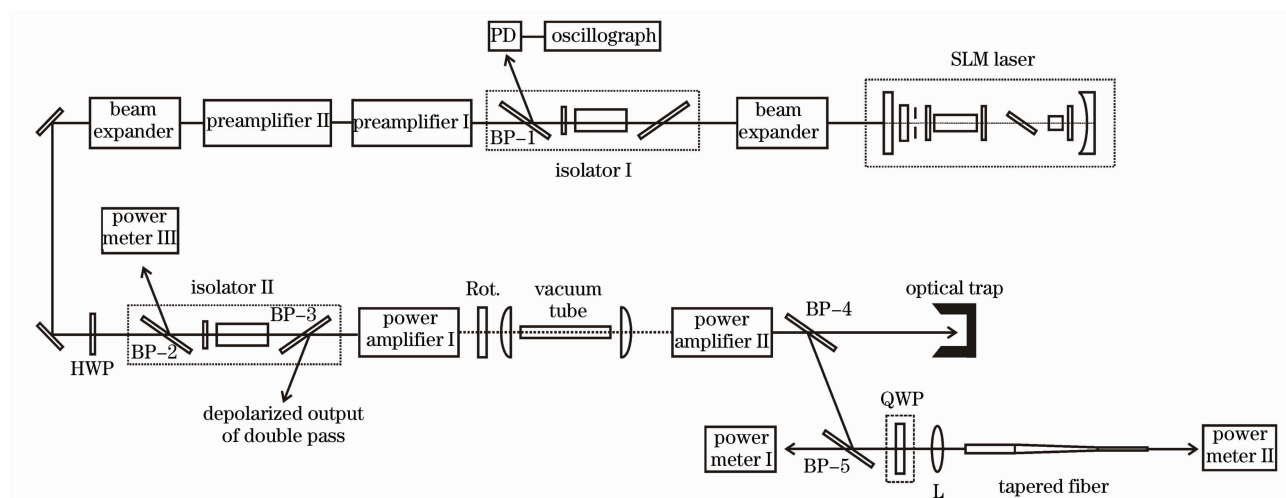 PD
oscillograph
SLM laser
beam
expander
preamplifier II
preamplifier I
BP-1
isolator I
beam
expander
power
meter III
isolator II
BP-3
BP-2
HWP
depolarized output
of double pass
power
amplifier I
Rot.
vacuum
tube
power
amplifier II
BP-4
optical trap
power
meter I
BP-5
QWP
L
tapered fiber
power
meter II